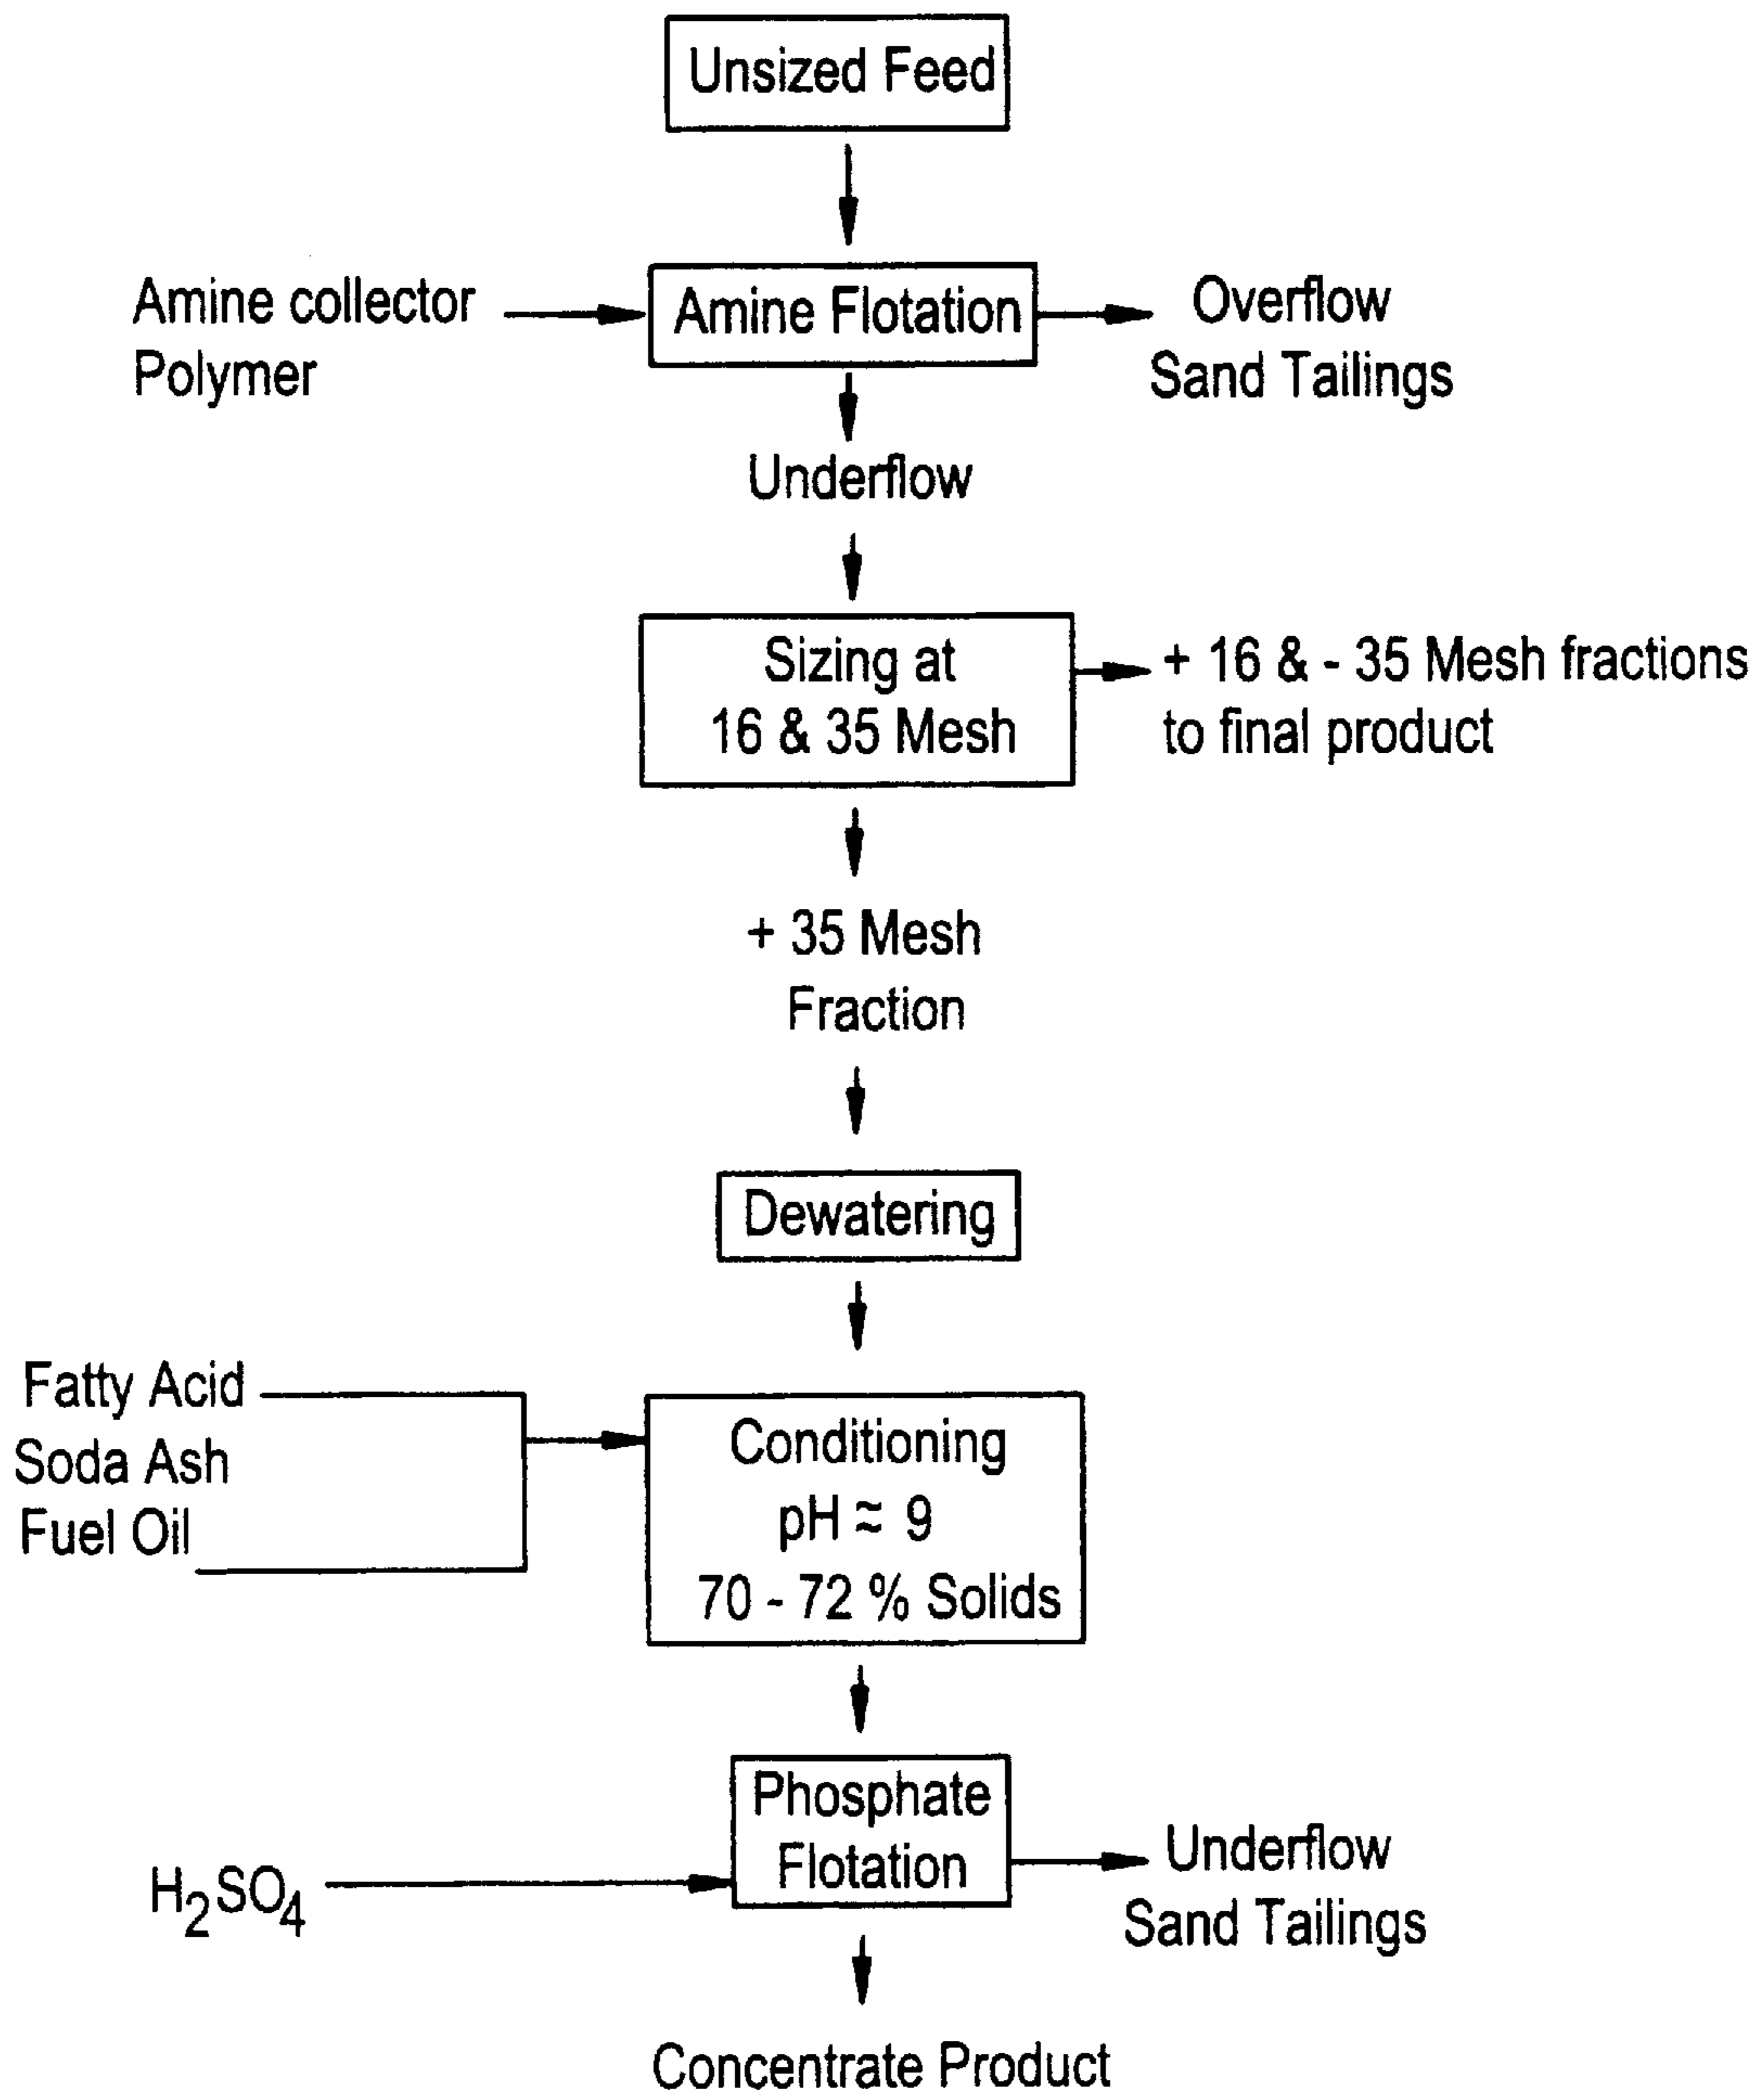 Unsized Feed
Amine collector
Polymer
Amine Flotation
Overflow
Sand Tailings
Underflow
Sizing at
16 & 35 Mesh
+ 16 & - 35 Mesh fractions
to final product
+ 35 Mesh
Fraction
Dewatering
Fatty Acid
Soda Ash
Fuel Oil
Conditioning
pH ≈ 9
70 - 72 % Solids
Phosphate
Flotation
H₂SO₄
Underflow
Sand Tailings
Concentrate Product